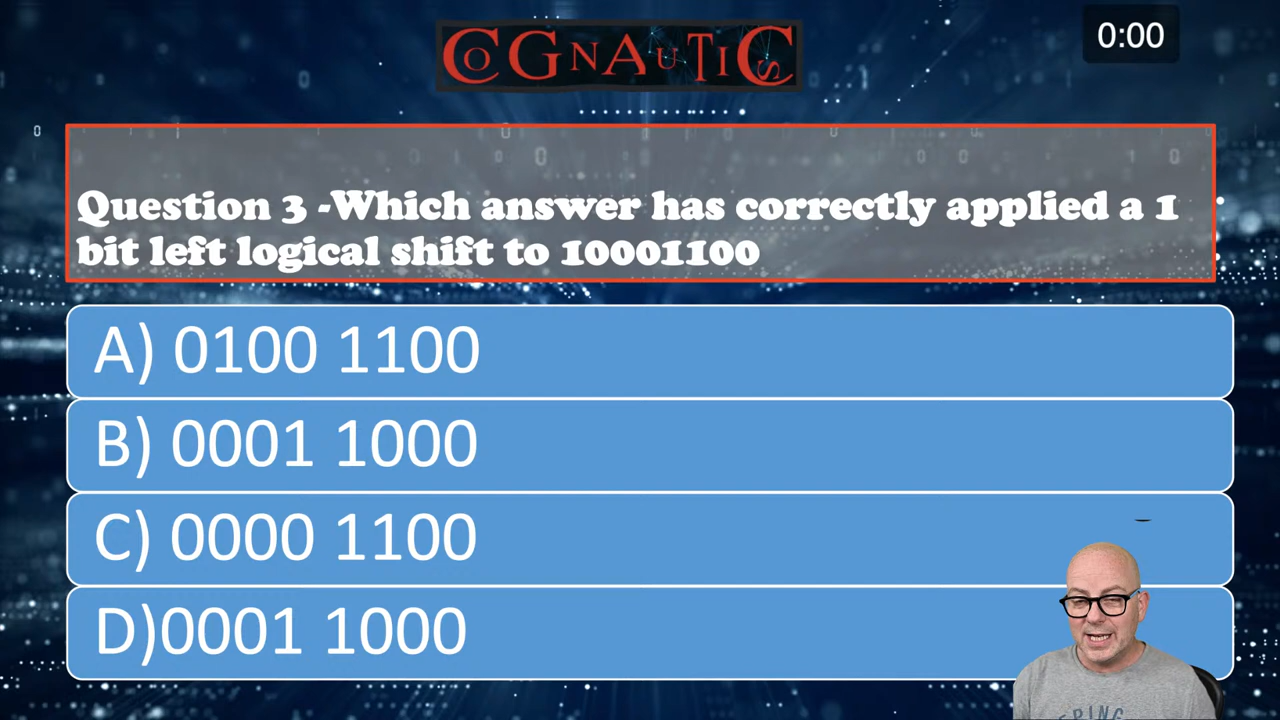 COGNAUTICS
0:00
Question 3 -Which answer has correctly applied a 1
bit left logical shift to 10001100
A) 0100 1100
B) 0001 1000
C) 0000 1100
D)0001 1000